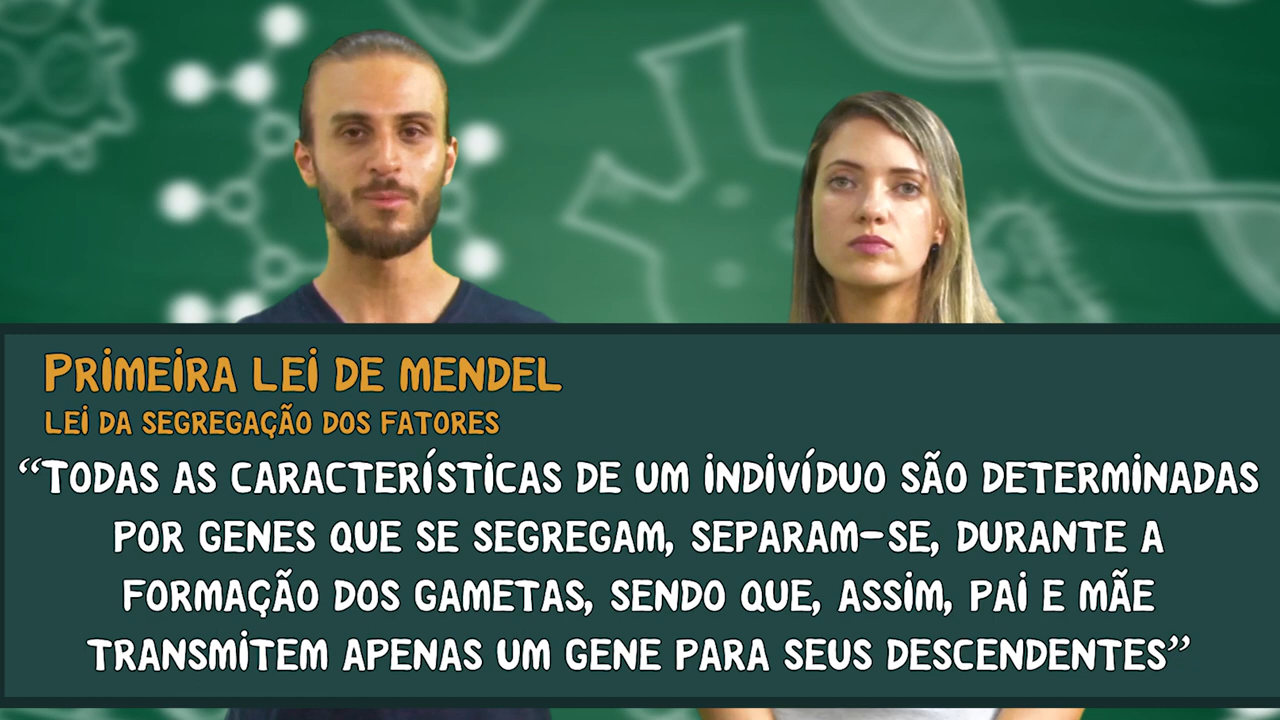 PRIMEIRA LEI DE MENDEL
LEI DA SEGREGAÇÃO DOS FATORES
“TODAS AS CARACTERÍSTICAS DE UM INDIVÍDUO SÃO DETERMINADAS
POR GENES QUE SE SEGREGAM, SEPARAM-SE, DURANTE A
FORMAÇÃO DOS GAMETAS, SENDO QUE, ASSIM, PAI E MÃE
TRANSMITEM APENAS UM GENE PARA SEUS DESCENDENTES”